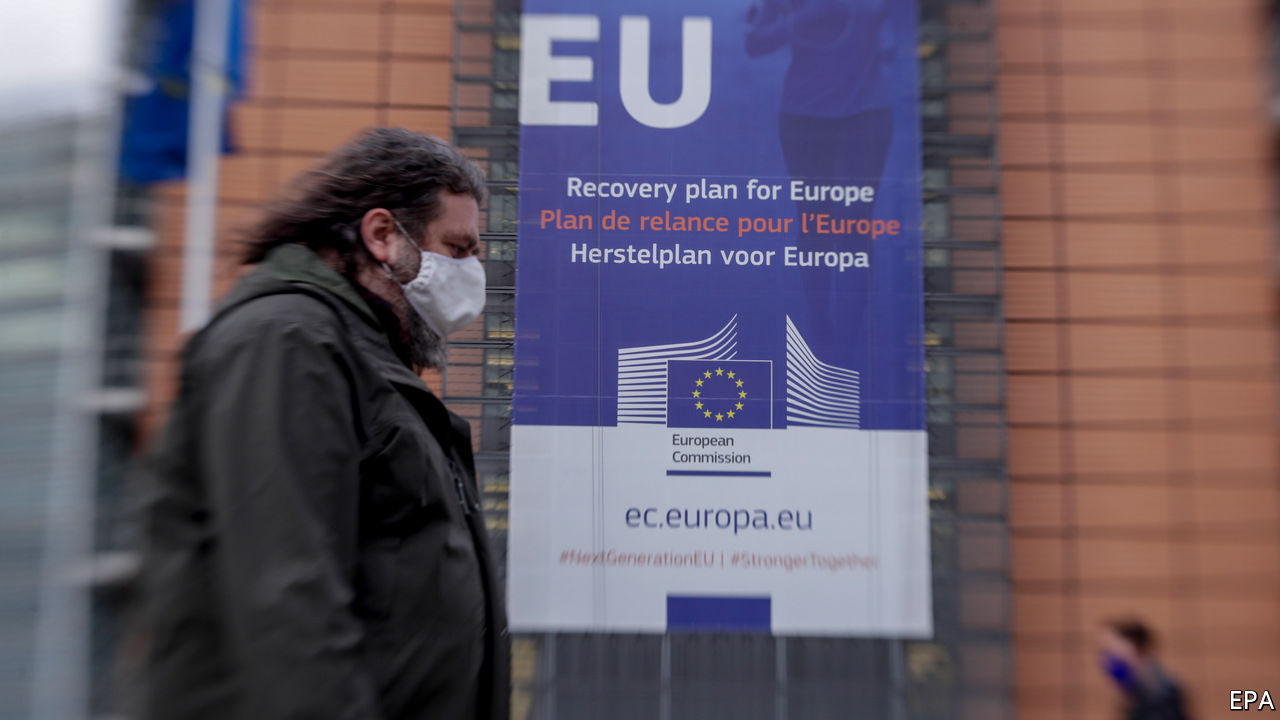 EU
Recovery plan for Europe
Plan de relance pour l'Europe
Herstelplan voor Europa
European
Commission
ec.europa.eu
#NextGenerationEU | #StrongerTogether
EPA